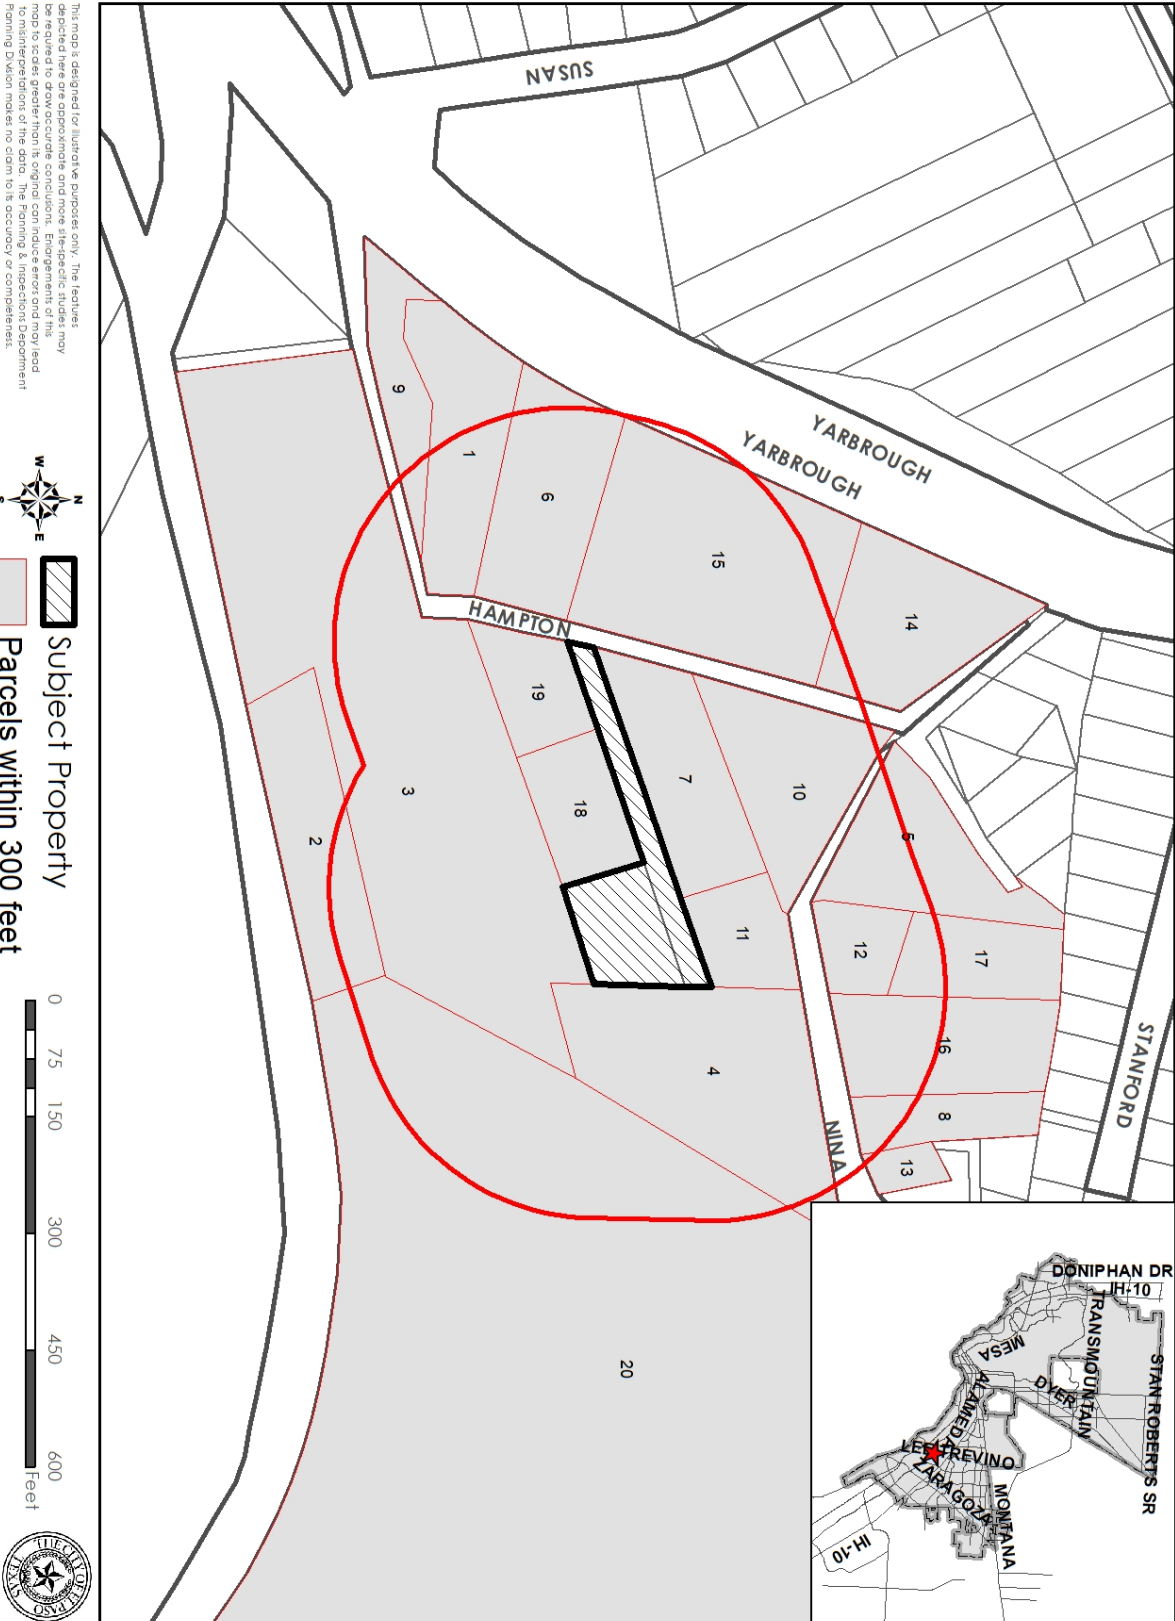 SUSAN
YARBROUGH
YARBROUGH
STANFORD
HAMPTON
NINA
9
1
6
15
14
19
7
10
5
18
3
2
11
12
17
4
16
8
13
20
DONIPHAN DR
IH-10
TRANSMOUNTAIN
STAN ROBERTS SR
MESA
DYER
ALAMEDA
LEE TREVINO
ZARAGOZA
MONTANA
IH-10
This map is designed for illustrative purposes only. The features
depicted here are approximate and more site-specific studies may
be required to draw accurate conclusions. Enlargements of this
map to scales greater than its original can induce errors and may lead
to misinterpretations of the data. The Planning & Inspections Department
Planning Division makes no claim to its accuracy or completeness.
N
W
E
S
Subject Property
Parcels within 300 feet
0 75 150 300 450 600
Feet
THE CITY OF EL PASO
TEXAS